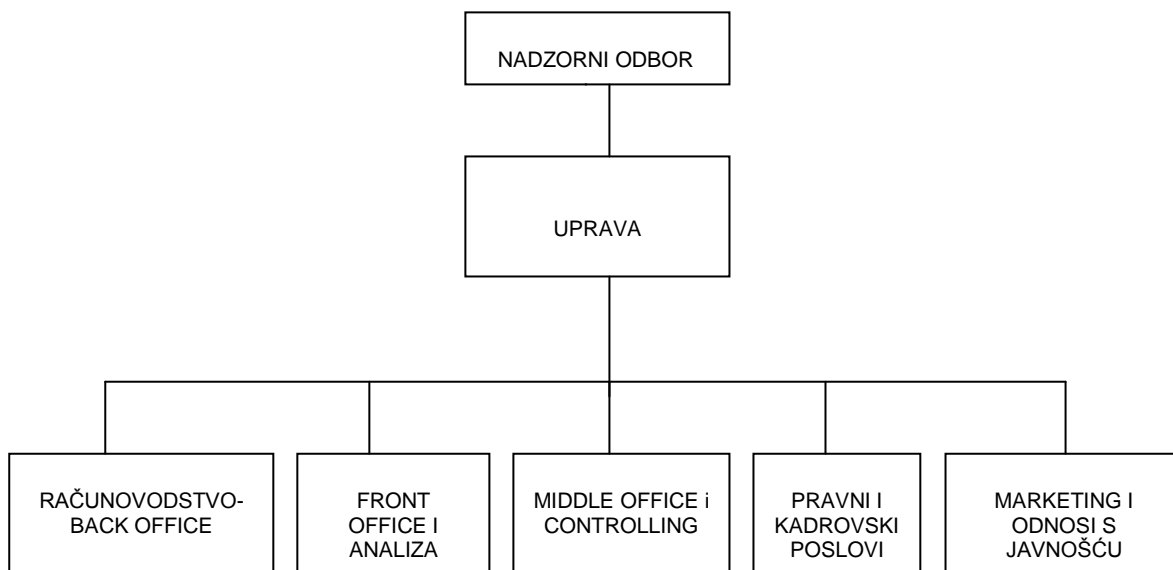 NADZORNI ODBOR
UPRAVA
RAČUNOVODSTVO-
BACK OFFICE
FRONT
OFFICE I
ANALIZA
MIDDLE OFFICE i
CONTROLLING
PRAVNI I
KADROVSKI
POSLOVI
MARKETING I
ODNOSI S
JAVNOŠĆU